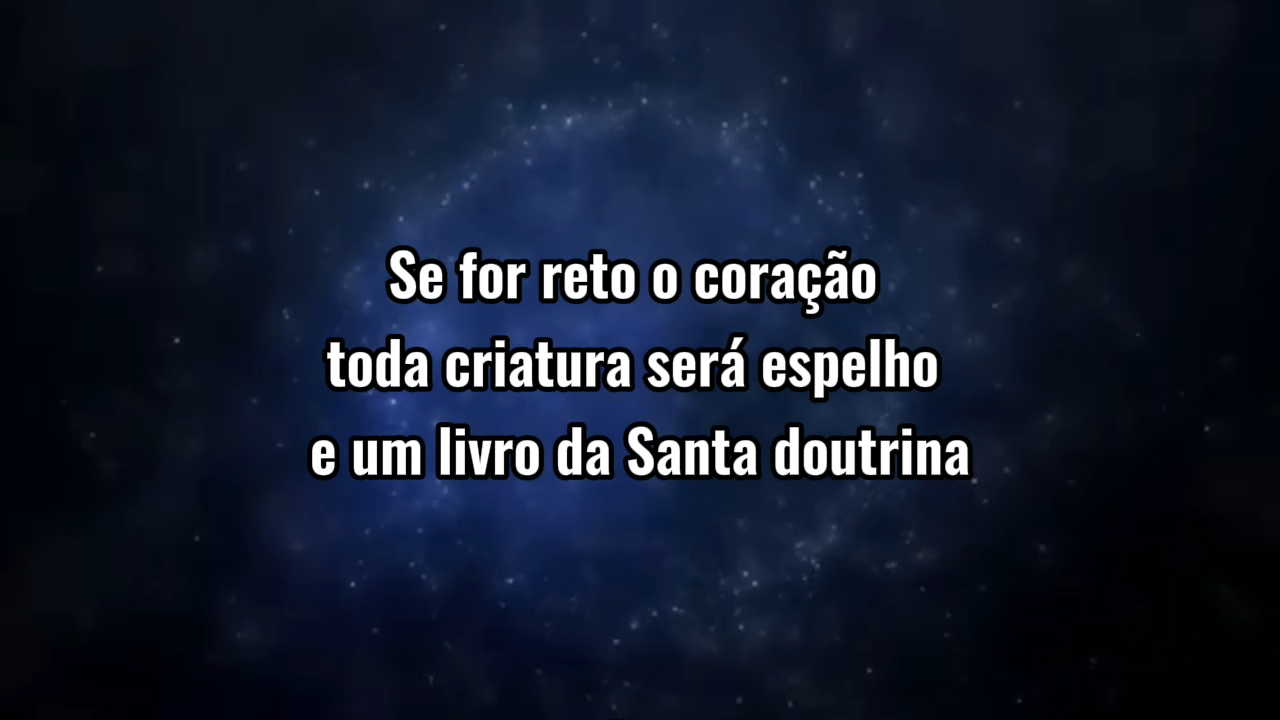 Se for reto o coração
toda criatura será espelho
e um livro da Santa doutrina